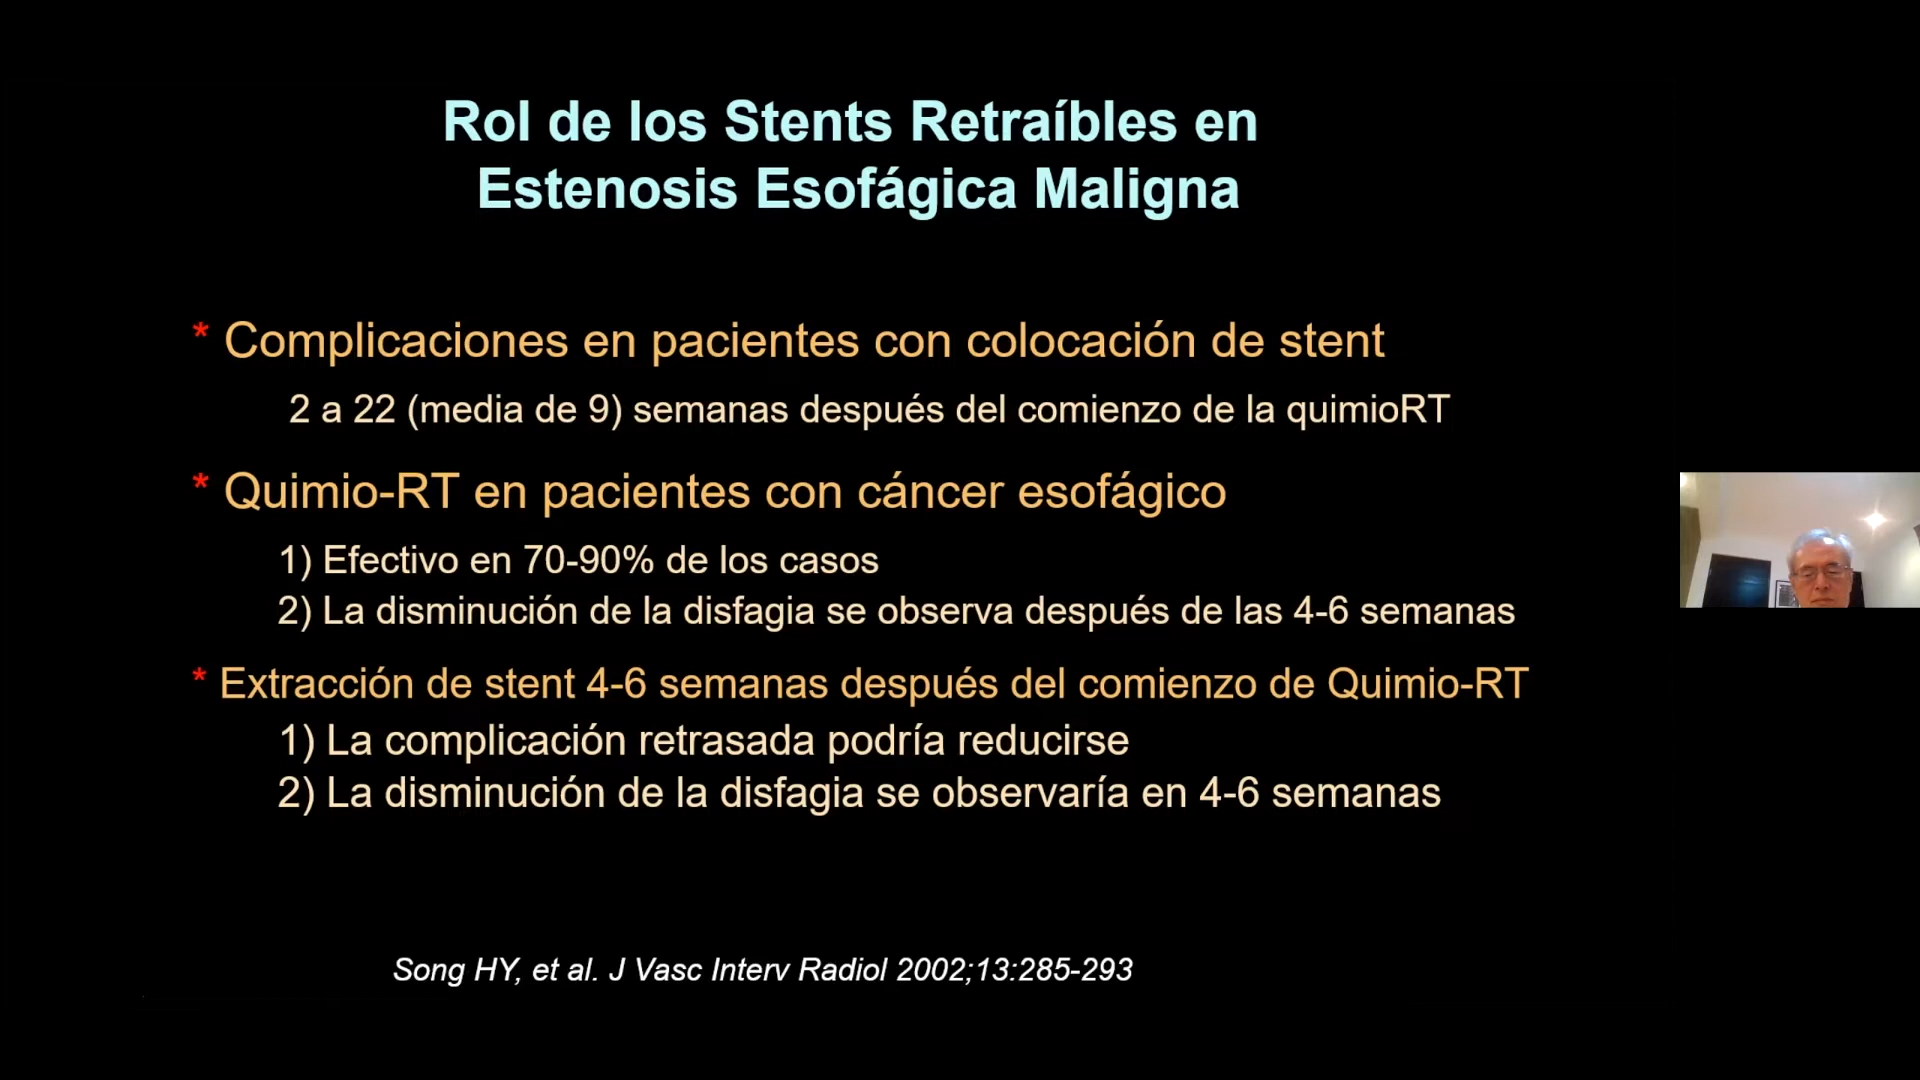 Rol de los Stents Retraíbles en
Estenosis Esofágica Maligna
* Complicaciones en pacientes con colocación de stent
2 a 22 (media de 9) semanas después del comienzo de la quimioRT
* Quimio-RT en pacientes con cáncer esofágico
1) Efectivo en 70-90% de los casos
2) La disminución de la disfagia se observa después de las 4-6 semanas
* Extracción de stent 4-6 semanas después del comienzo de Quimio-RT
1) La complicación retrasada podría reducirse
2) La disminución de la disfagia se observaría en 4-6 semanas
Song HY, et al. J Vasc Interv Radiol 2002;13:285-293